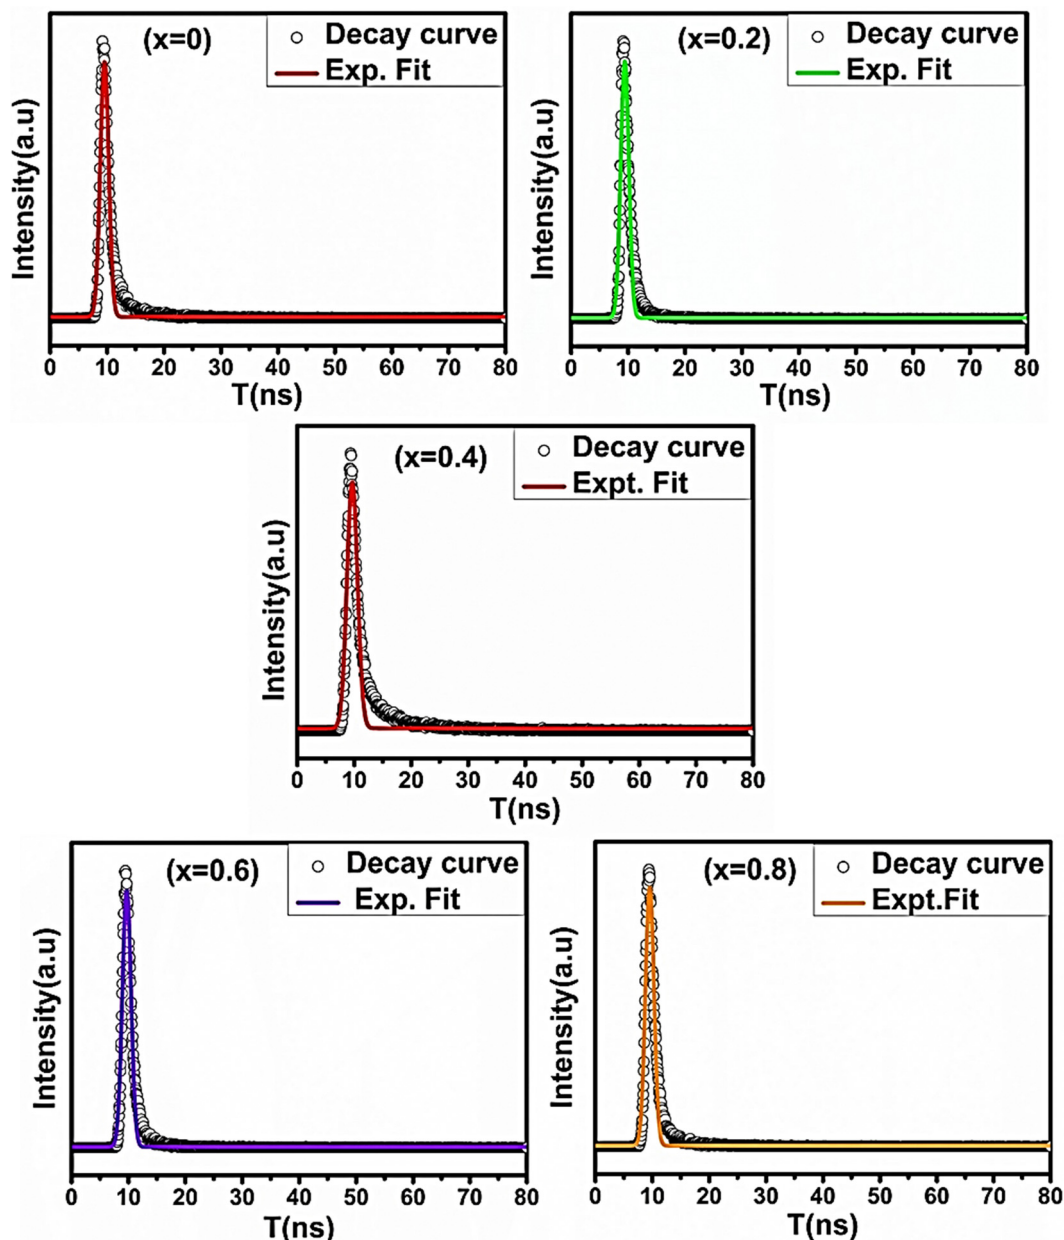 (x=0)
Decay curve
Exp. Fit
Intensity(a.u)
0 10 20 30 40 50 60 70 80
T(ns)
(x=0.2)
Decay curve
Exp. Fit
Intensity(a.u)
0 10 20 30 40 50 60 70 80
T(ns)
(x=0.4)
Decay curve
Expt. Fit
Intensity(a.u)
0 10 20 30 40 50 60 70 80
T(ns)
(x=0.6)
Decay curve
Exp. Fit
Intensity(a.u)
0 10 20 30 40 50 60 70 80
T(ns)
(x=0.8)
Decay curve
Expt.Fit
Intensity(a.u)
0 10 20 30 40 50 60 70 80
T(ns)